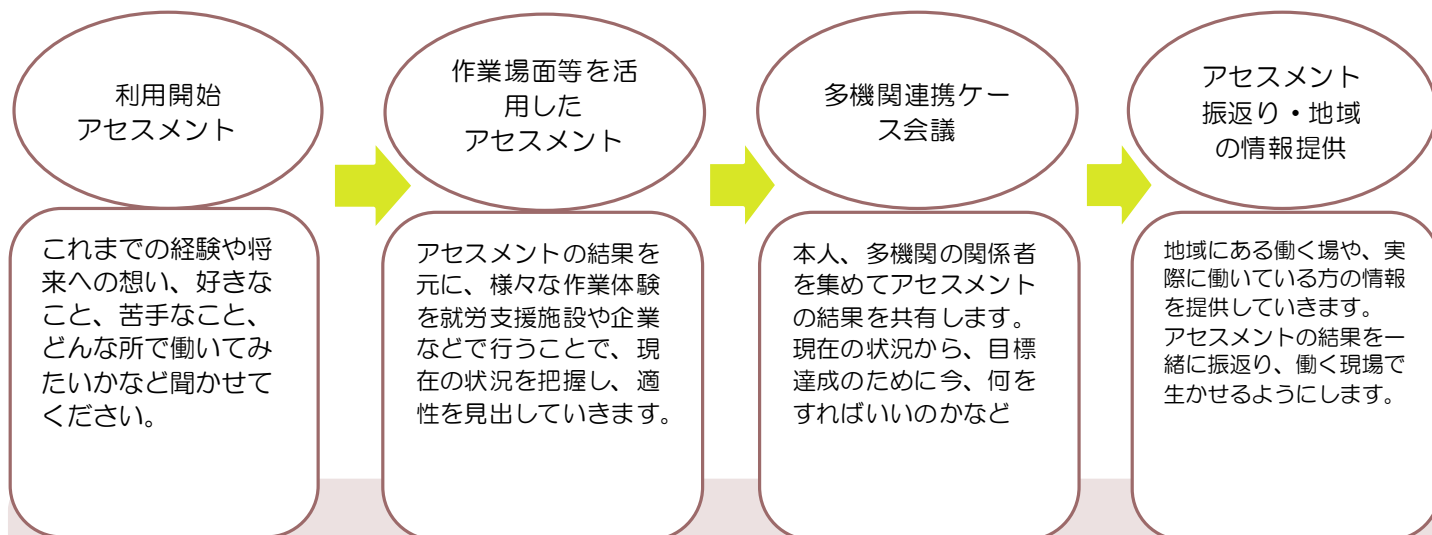 利用開始
アセスメント
これまでの経験や将
来への想い、好きな
こと、苦手なこと、
どんな所で働いてみ
たいかなど聞かせて
ください。
作業場面等を活
用した
アセスメント
アセスメントの結果を
元に、様々な作業体験
を就労支援施設や企業
などで行うことで、現
在の状況を把握し、適
性を見出していきます。
多機関連携ケー
ス会議
本人、多機関の関係者
を集めてアセスメント
の結果を共有します。
現在の状況から、目標
達成のために今、何を
すればいいのかなど
アセスメント
振返り・地域
の情報提供
地域にある働く場や、実
際に働いている方の情報
を提供していきます。
アセスメントの結果を一
緒に振返り、働く現場で
生かせるようにします。